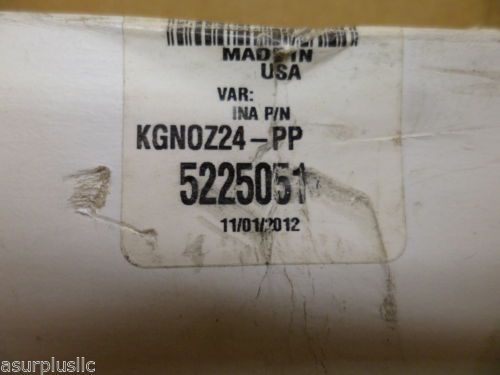 MADE IN
USA
VAR:
INA P/N
KGNOZ24-PP
5225051
11/01/2012
asurplusllc